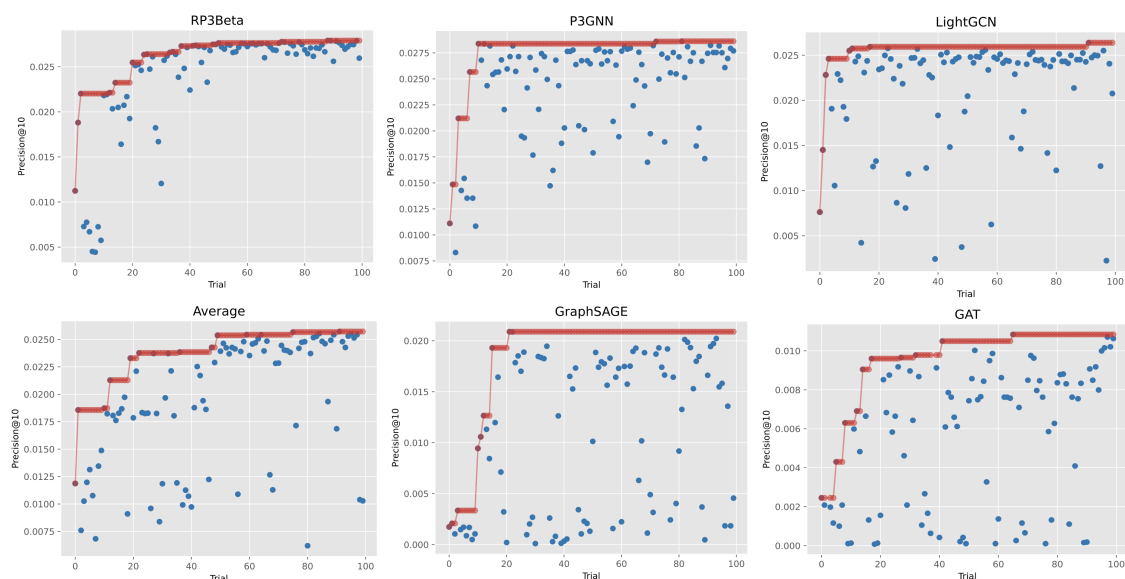 RP3Beta
Precision@10
0.025
0.020
0.015
0.010
0.005
0 20 40 60 80 100
Trial
P3GNN
Precision@10
0.0275
0.0250
0.0225
0.0200
0.0175
0.0150
0.0125
0.0100
0.0075
0 20 40 60 80 100
Trial
LightGCN
Precision@10
0.025
0.020
0.015
0.010
0.005
0 20 40 60 80 100
Trial
Average
Precision@10
0.0250
0.0225
0.0200
0.0175
0.0150
0.0125
0.0100
0.0075
0 20 40 60 80 100
Trial
GraphSAGE
Precision@10
0.020
0.015
0.010
0.005
0.000
0 20 40 60 80 100
Trial
GAT
Precision@10
0.010
0.008
0.006
0.004
0.002
0.000
0 20 40 60 80 100
Trial